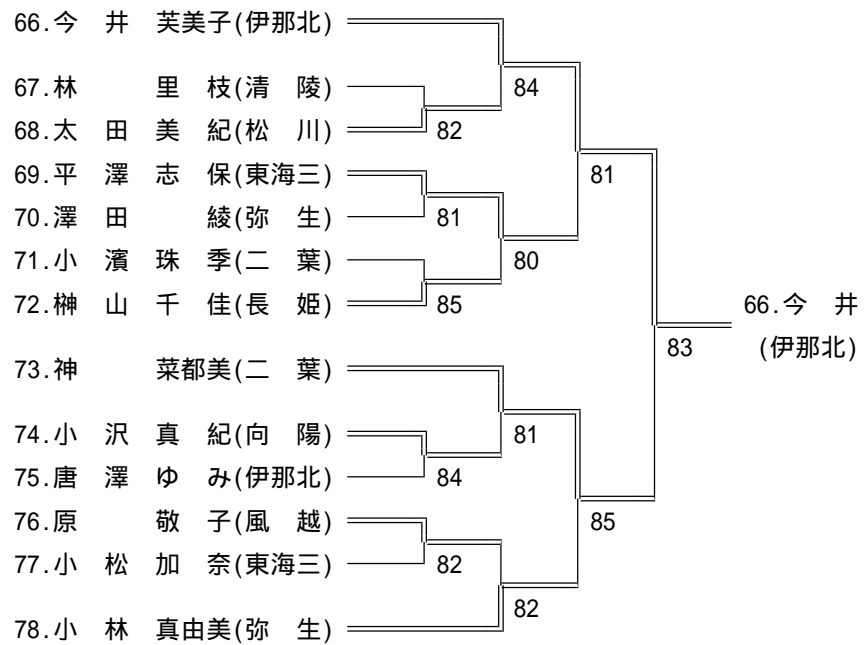 66.今　井　芙美子(伊那北)
84
67.林　　　里　枝(清　陵)
82
68.太　田　美　紀(松　川)
81
69.平　澤　志　保(東海三)
81
70.澤　田　　　綾(弥　生)
80
71.小　濱　珠　季(二　葉)
85
72.榊　山　千　佳(長　姫)
66.今　井
83
(伊那北)
73.神　　　菜都美(二　葉)
81
74.小　沢　真　紀(向　陽)
84
75.唐　澤　ゆ　み(伊那北)
85
76.原　　　敬　子(風　越)
82
77.小　松　加　奈(東海三)
82
78.小　林　真由美(弥　生)